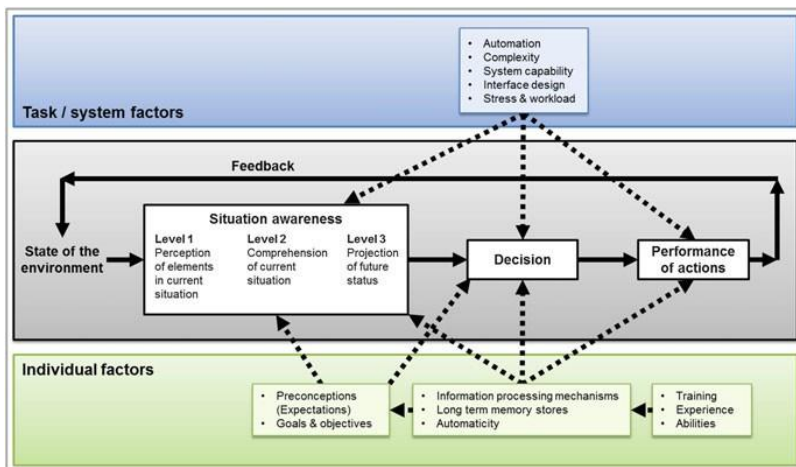 • Automation
• Complexity
• System capability
• Interface design
• Stress & workload
Task / system factors
Feedback
Situation awareness
Level 1
Perception
of elements
in current
situation
Level 2
Comprehension
of current
situation
Level 3
Projection
of future
status
State of the
environment
Decision
Performance
of actions
Individual factors
• Preconceptions
(Expectations)
• Goals & objectives
• Information processing mechanisms
• Long term memory stores
• Automaticity
• Training
• Experience
• Abilities